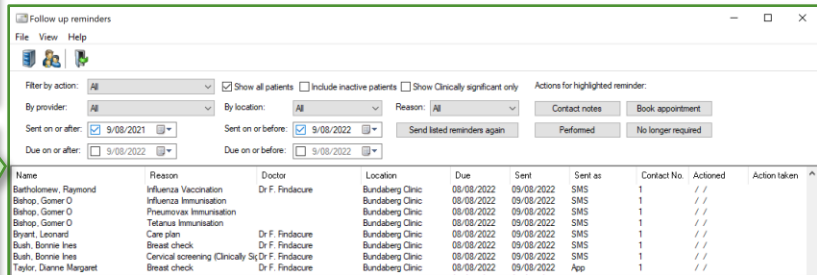 Follow up reminders
File View Help
Filter by action: All Show all patients Include inactive patients Show Clinically significant only Actions for highlighted reminder:
By provider: All By location: All Reason: All Contact notes Book appointment
Sent on or after: 9/08/2021 Sent on or before: 9/08/2022 Send listed reminders again Performed No longer required
Due on or after: 9/08/2022 Due on or before: 9/08/2022
Name Reason Doctor Location Due Sent Sent as Contact No. Actioned Action taken
Bartholomew, Raymond Influenza Vaccination Dr F. Findacure Bundaberg Clinic 08/08/2022 09/08/2022 SMS 1 / /
Bishop, Gomer O Influenza Immunisation Bundaberg Clinic 08/08/2022 09/08/2022 SMS 1 / /
Bishop, Gomer O Pneumovax Immunisation Bundaberg Clinic 08/08/2022 09/08/2022 SMS 1 / /
Bishop, Gomer O Tetanus Immunisation Bundaberg Clinic 08/08/2022 09/08/2022 SMS 1 / /
Bryant, Leonard Care plan Dr F. Findacure Bundaberg Clinic 08/08/2022 09/08/2022 SMS 1 / /
Bush, Bonnie Ines Breast check Dr F. Findacure Bundaberg Clinic 08/08/2022 09/08/2022 SMS 1 / /
Bush, Bonnie Ines Cervical screening (Clinically Sig Dr F. Findacure Bundaberg Clinic 08/08/2022 09/08/2022 SMS 1 / /
Taylor, Dianne Margaret Breast check Dr F. Findacure Bundaberg Clinic 08/08/2022 09/08/2022 App 1 / /